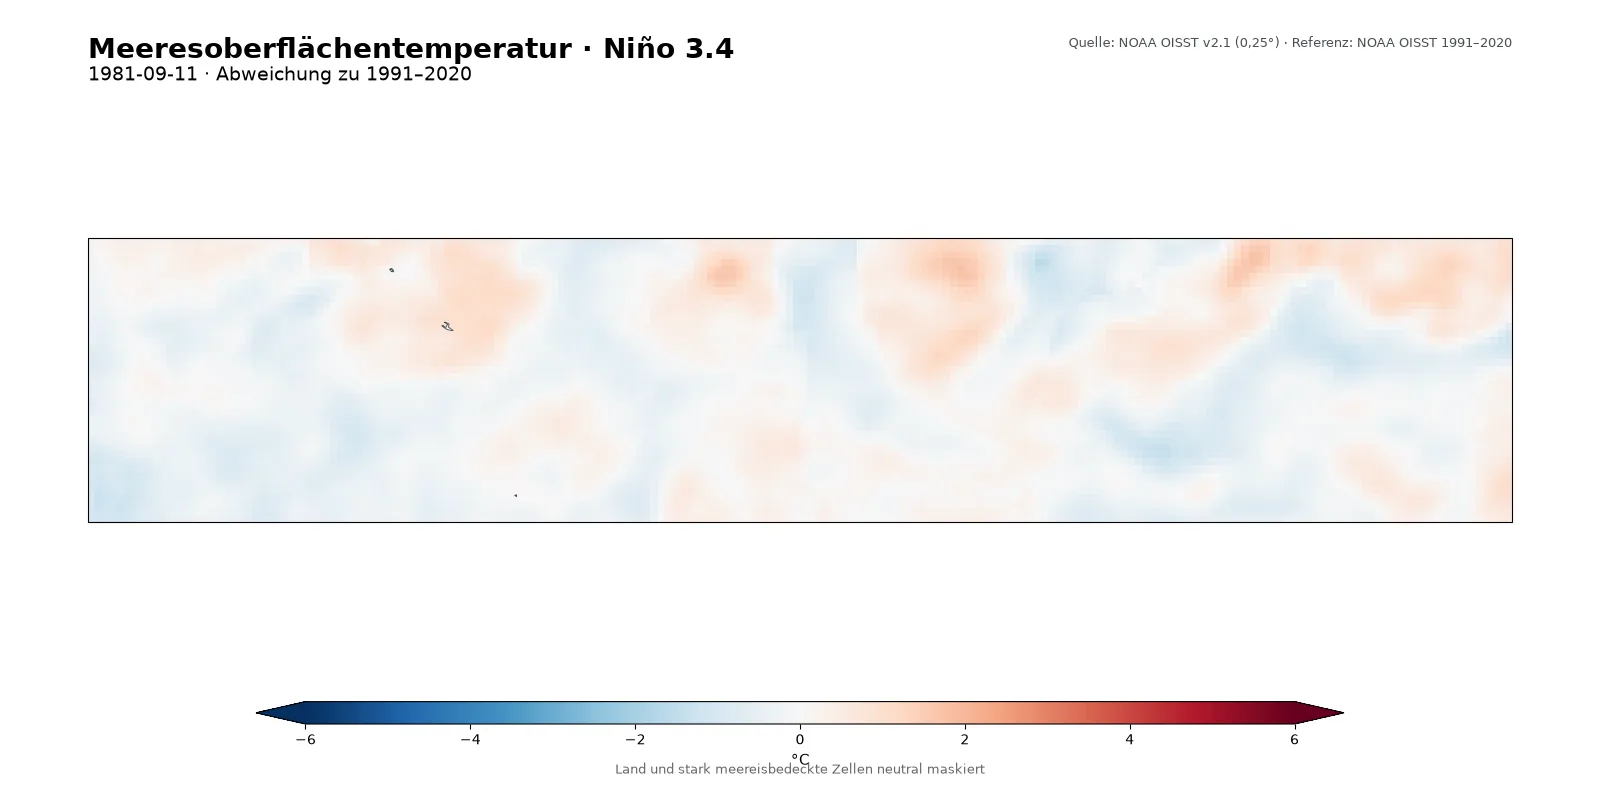 Meeresoberflächentemperatur · Niño 3.4
1981-09-11 · Abweichung zu 1991–2020
Quelle: NOAA OISST v2.1 (0,25°) · Referenz: NOAA OISST 1991–2020
−6 −4 −2 0 2 4 6
°C
Land und stark meereisbedeckte Zellen neutral maskiert